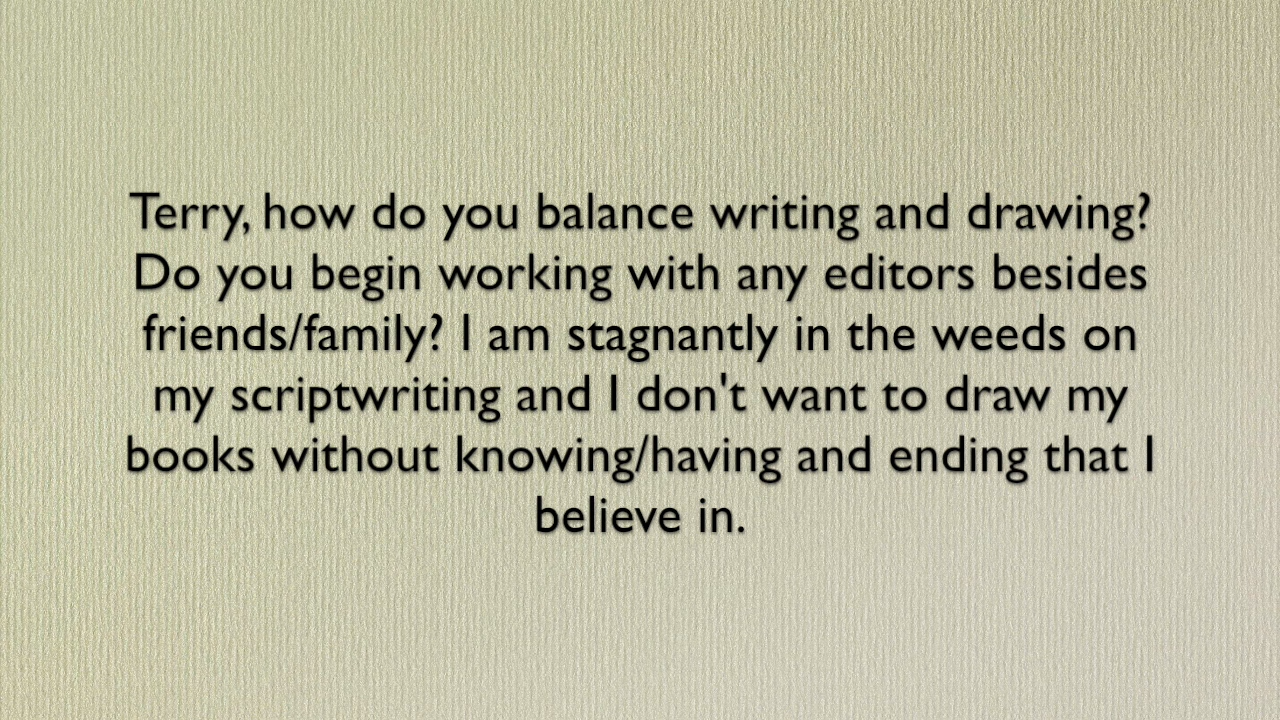 Terry, how do you balance writing and drawing?
Do you begin working with any editors besides
friends/family? I am stagnantly in the weeds on
my scriptwriting and I don't want to draw my
books without knowing/having and ending that I
believe in.